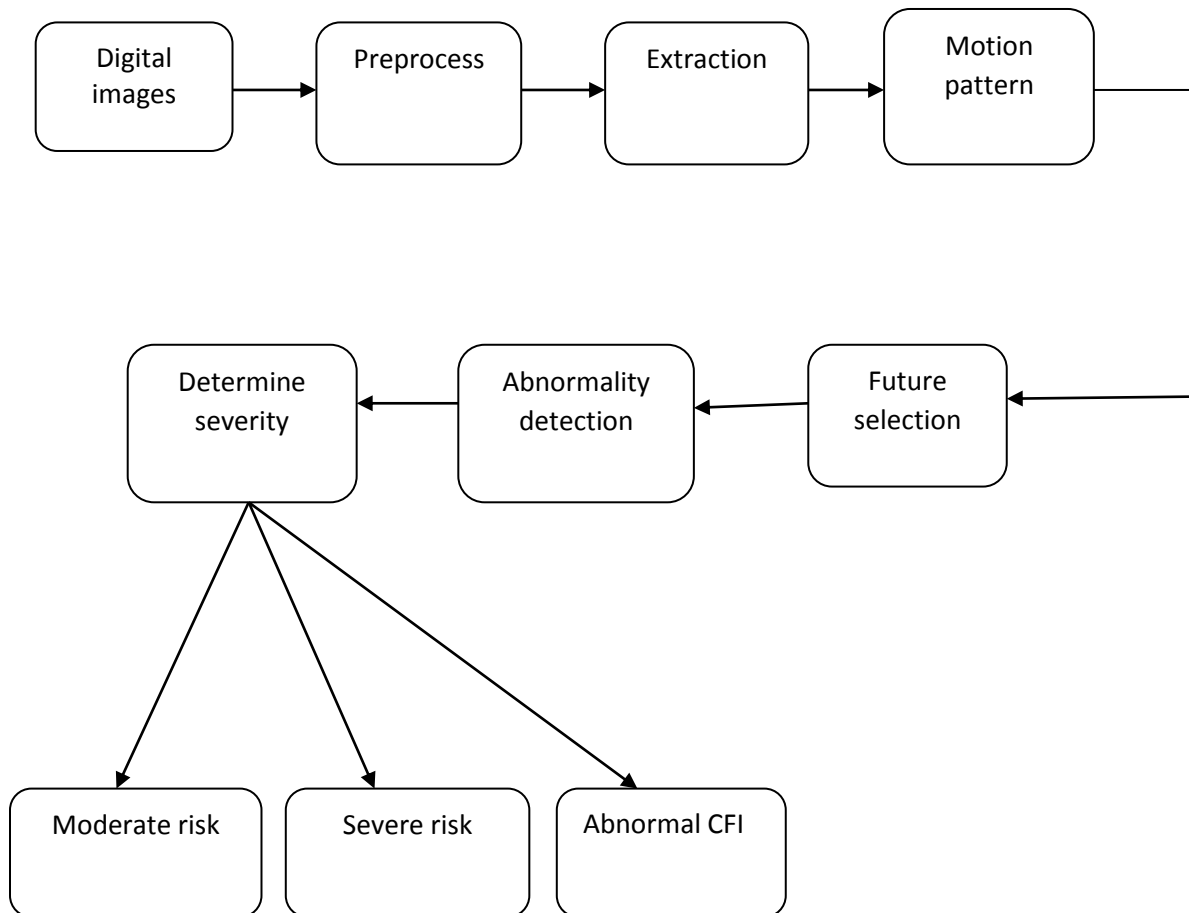 Digital
images
Preprocess
Extraction
Motion
pattern
Determine
severity
Abnormality
detection
Future
selection
Moderate risk
Severe risk
Abnormal CFI